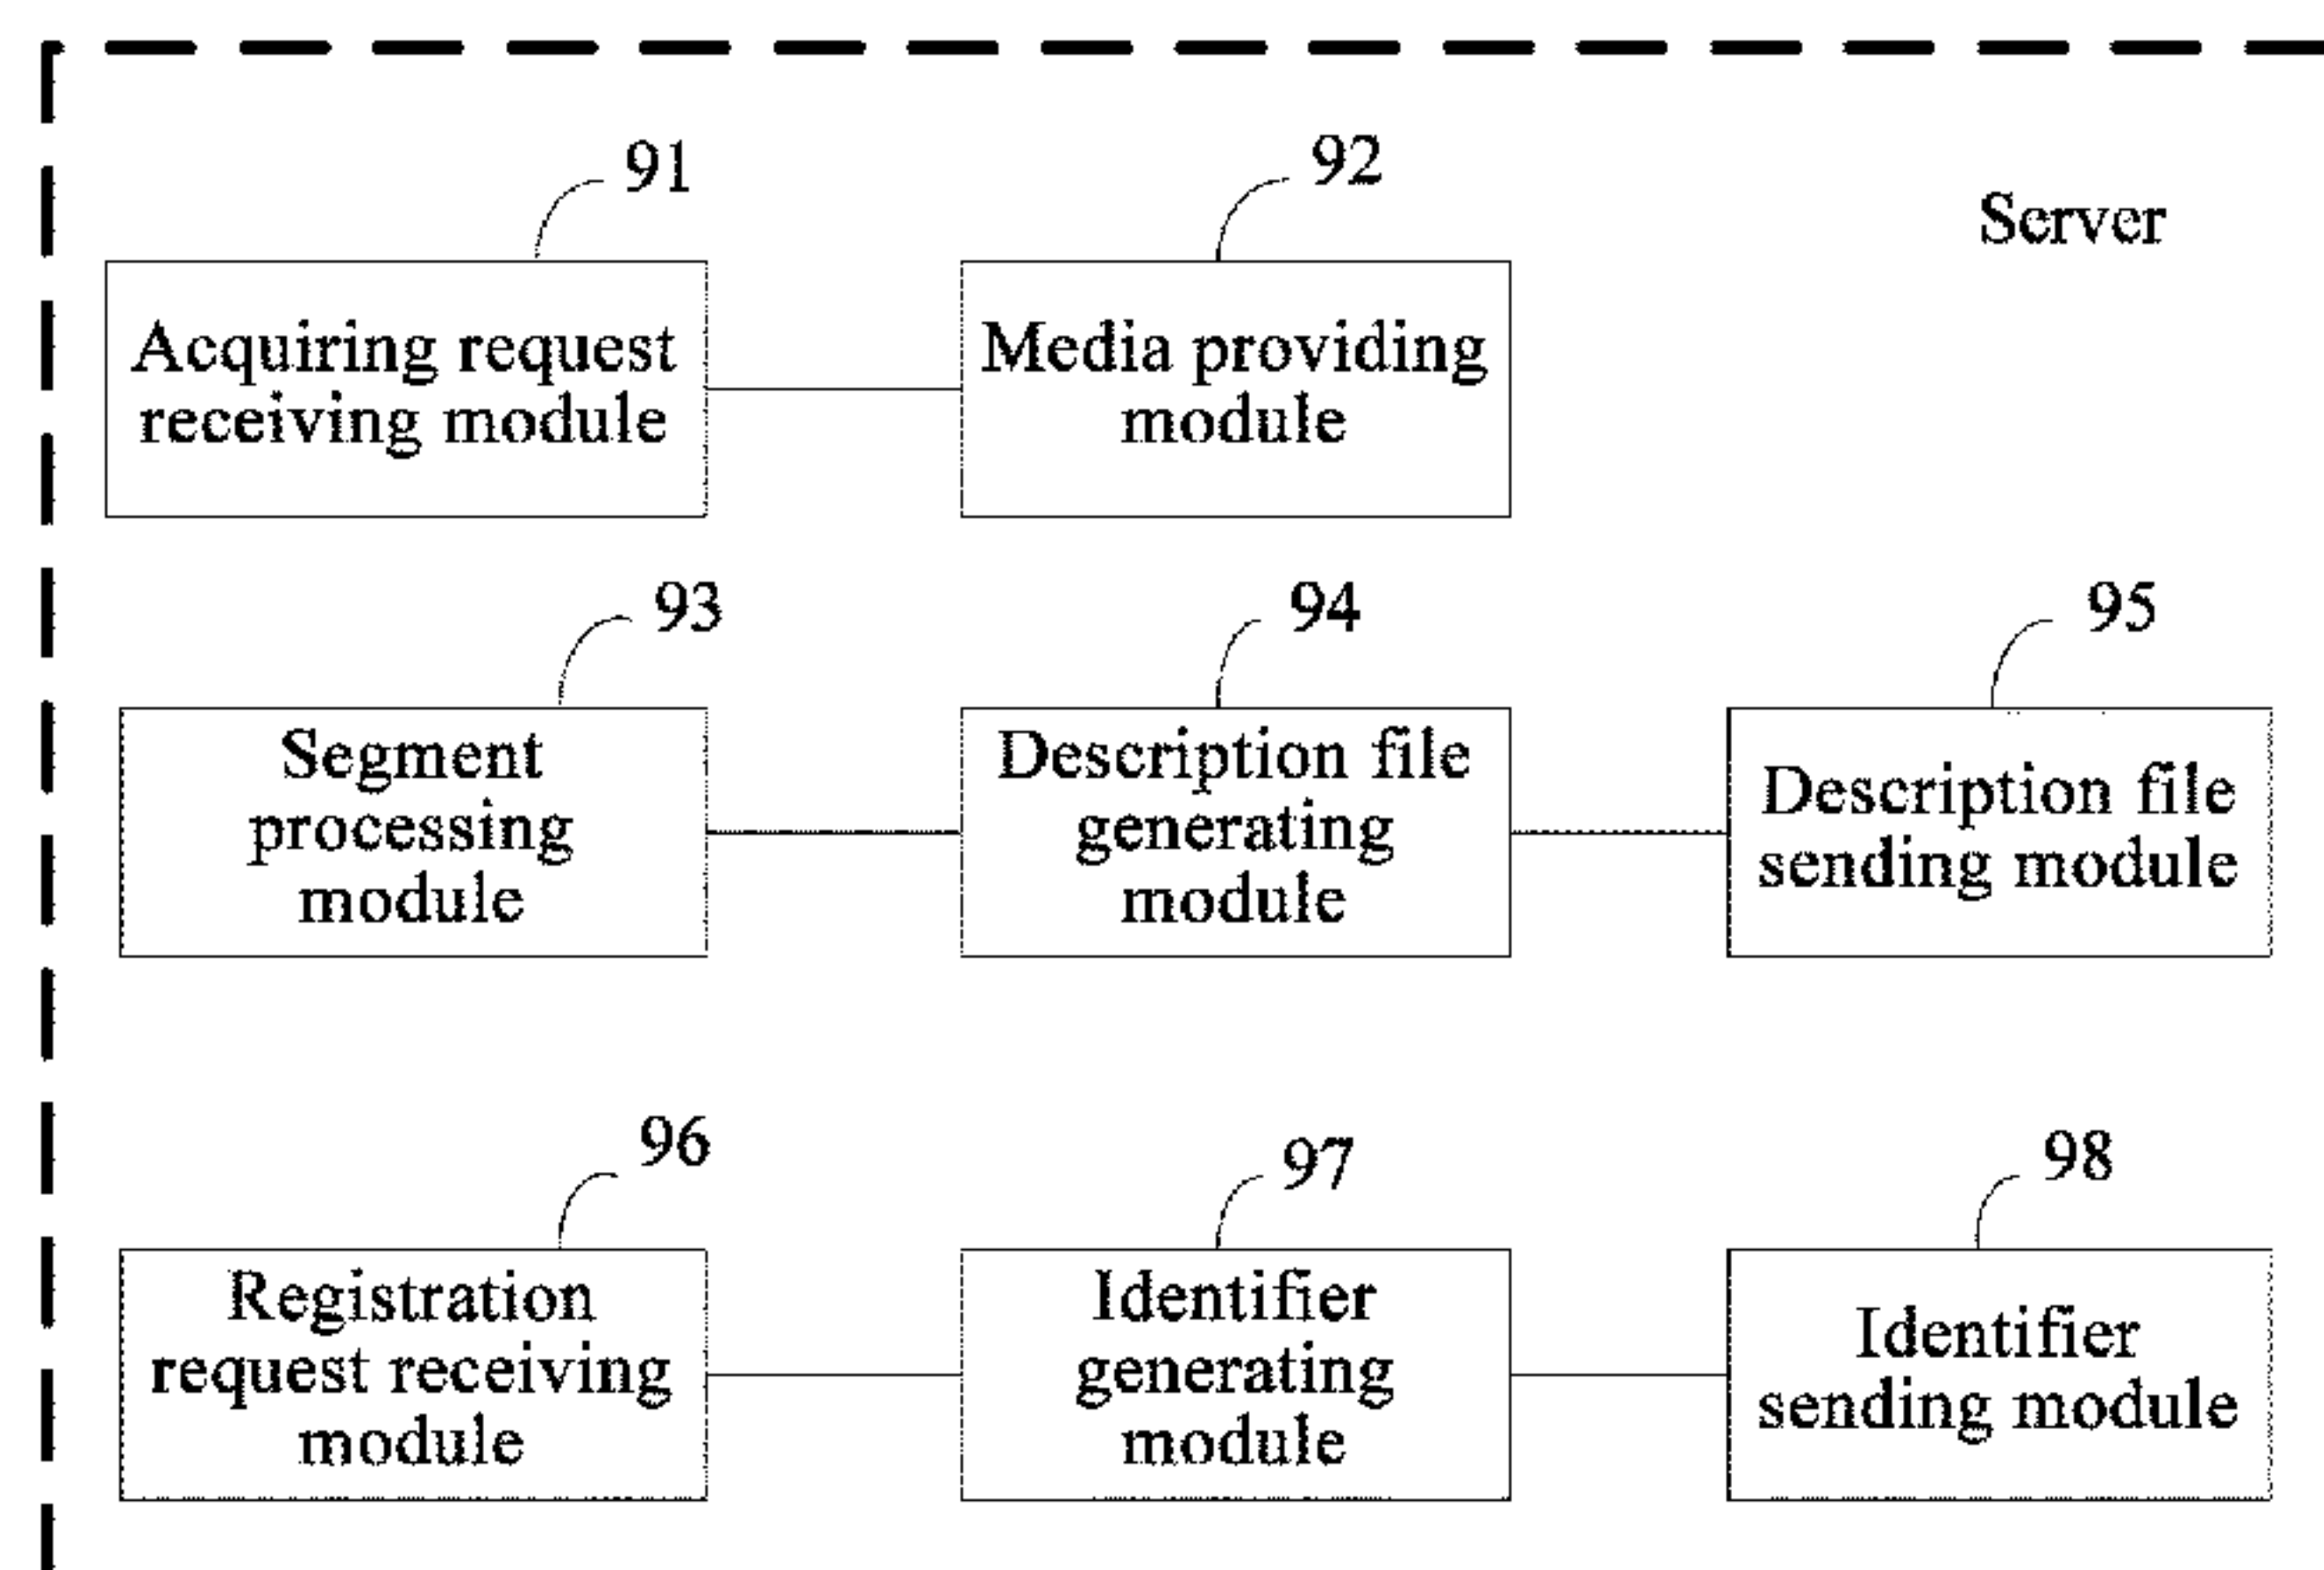 91
92
Server
Acquiring request
receiving module
Media providing
module
93
94
95
Segment
processing
module
Description file
generating
module
Description file
sending module
96
97
98
Registration
request receiving
module
Identifier
generating
module
Identifier
sending module